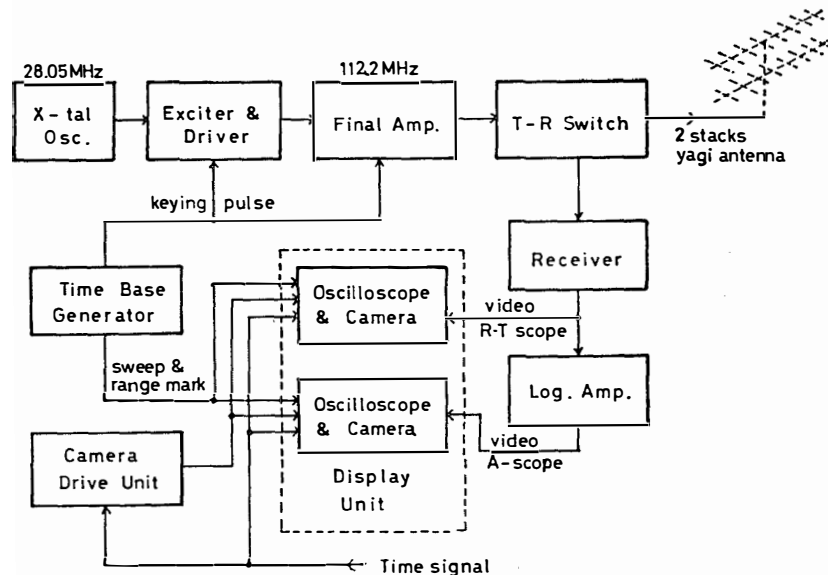 28.05MHz
X-tal
Osc.
Exciter &
Driver
112.2MHz
Final Amp.
T-R Switch
2 stacks
yagi antenna
keying pulse
Receiver
Time Base
Generator
Oscilloscope
& Camera
video
R-T scope
sweep &
range mark
Oscilloscope
& Camera
Log. Amp.
video
A-scope
Camera
Drive Unit
Display
Unit
Time signal